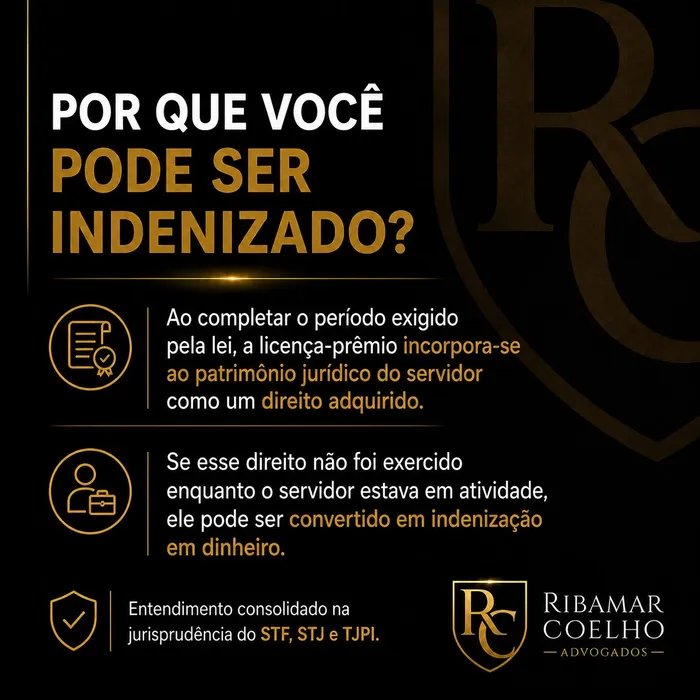 POR QUE VOCÊ
PODE SER
INDENIZADO?
Ao completar o período exigido
pela lei, a licença-prêmio incorpora-se
ao patrimônio jurídico do servidor
como um direito adquirido.
Se esse direito não foi exercido
enquanto o servidor estava em atividade,
ele pode ser convertido em indenização
em dinheiro.
Entendimento consolidado na
jurisprudência do STF, STJ e TJPI.
RC
RIBAMAR
COELHO
ADVOGADOS
RC